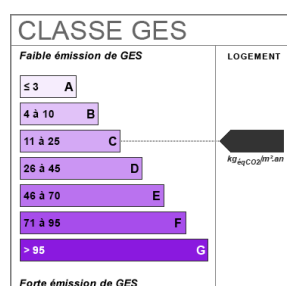 CLASSE GES
Faible émission de GES
LOGEMENT
≤ 3 A
4 à 10 B
11 à 25 C
26 à 45 D
46 à 70 E
71 à 95 F
> 95 G
kgéqCO2/m².an
Forte émission de GES